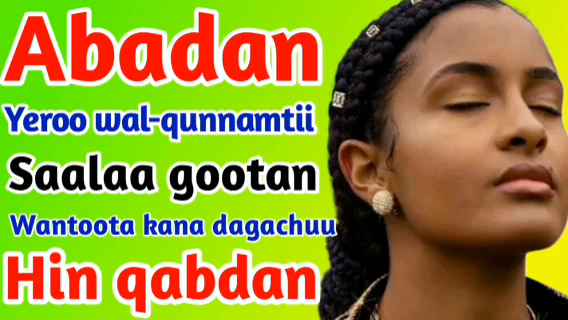 Abadan
Yeroo wal-qunnamtii
Saalaa gootan
Wantoota kana dagachuu
Hin qabdan